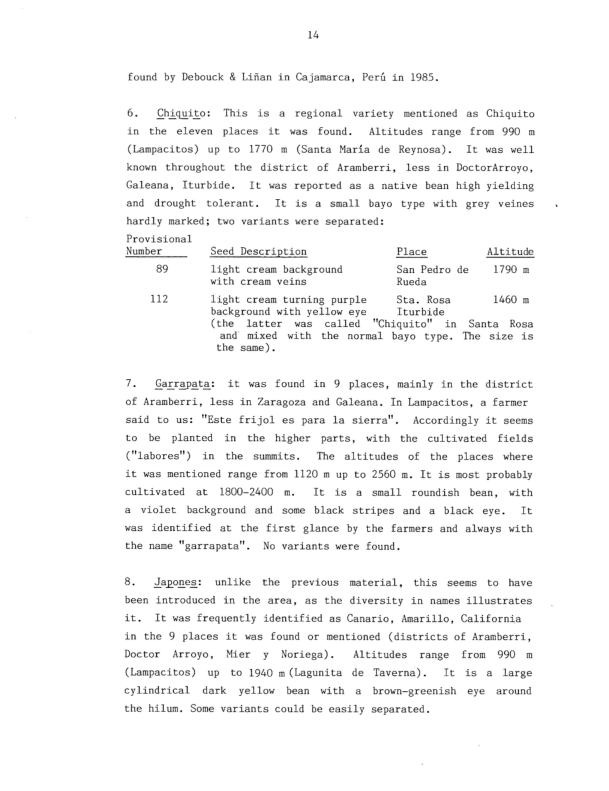 14
found by Debouck & Liñan in Cajamarca, Perú in 1985.
6. Chiquito: This is a regional variety mentioned as Chiquito
in the eleven places it was found. Altitudes range from 990 m
(Lampacitos) up to 1770 m (Santa María de Reynosa). It was well
known throughout the district of Aramberri, less in DoctorArroyo,
Galeana, Iturbide. It was reported as a native bean high yielding
and drought tolerant. It is a small bayo type with grey veines
hardly marked; two variants were separated:
Provisional
Number Seed Description Place Altitude
89 light cream background San Pedro de 1790 m
with cream veins Rueda
112 light cream turning purple Sta. Rosa 1460 m
background with yellow eye Iturbide
(the latter was called "Chiquito" in Santa Rosa
and mixed with the normal bayo type. The size is
the same).
7. Garrapata: it was found in 9 places, mainly in the district
of Aramberri, less in Zaragoza and Galeana. In Lampacitos, a farmer
said to us: "Este frijol es para la sierra". Accordingly it seems
to be planted in the higher parts, with the cultivated fields
("labores") in the summits. The altitudes of the places where
it was mentioned range from 1120 m up to 2560 m. It is most probably
cultivated at 1800-2400 m. It is a small roundish bean, with
a violet background and some black stripes and a black eye. It
was identified at the first glance by the farmers and always with
the name "garrapata". No variants were found.
8. Japones: unlike the previous material, this seems to have
been introduced in the area, as the diversity in names illustrates
it. It was frequently identified as Canario, Amarillo, California
in the 9 places it was found or mentioned (districts of Aramberri,
Doctor Arroyo, Mier y Noriega). Altitudes range from 990 m
(Lampacitos) up to 1940 m (Lagunita de Taverna). It is a large
cylindrical dark yellow bean with a brown-greenish eye around
the hilum. Some variants could be easily separated.